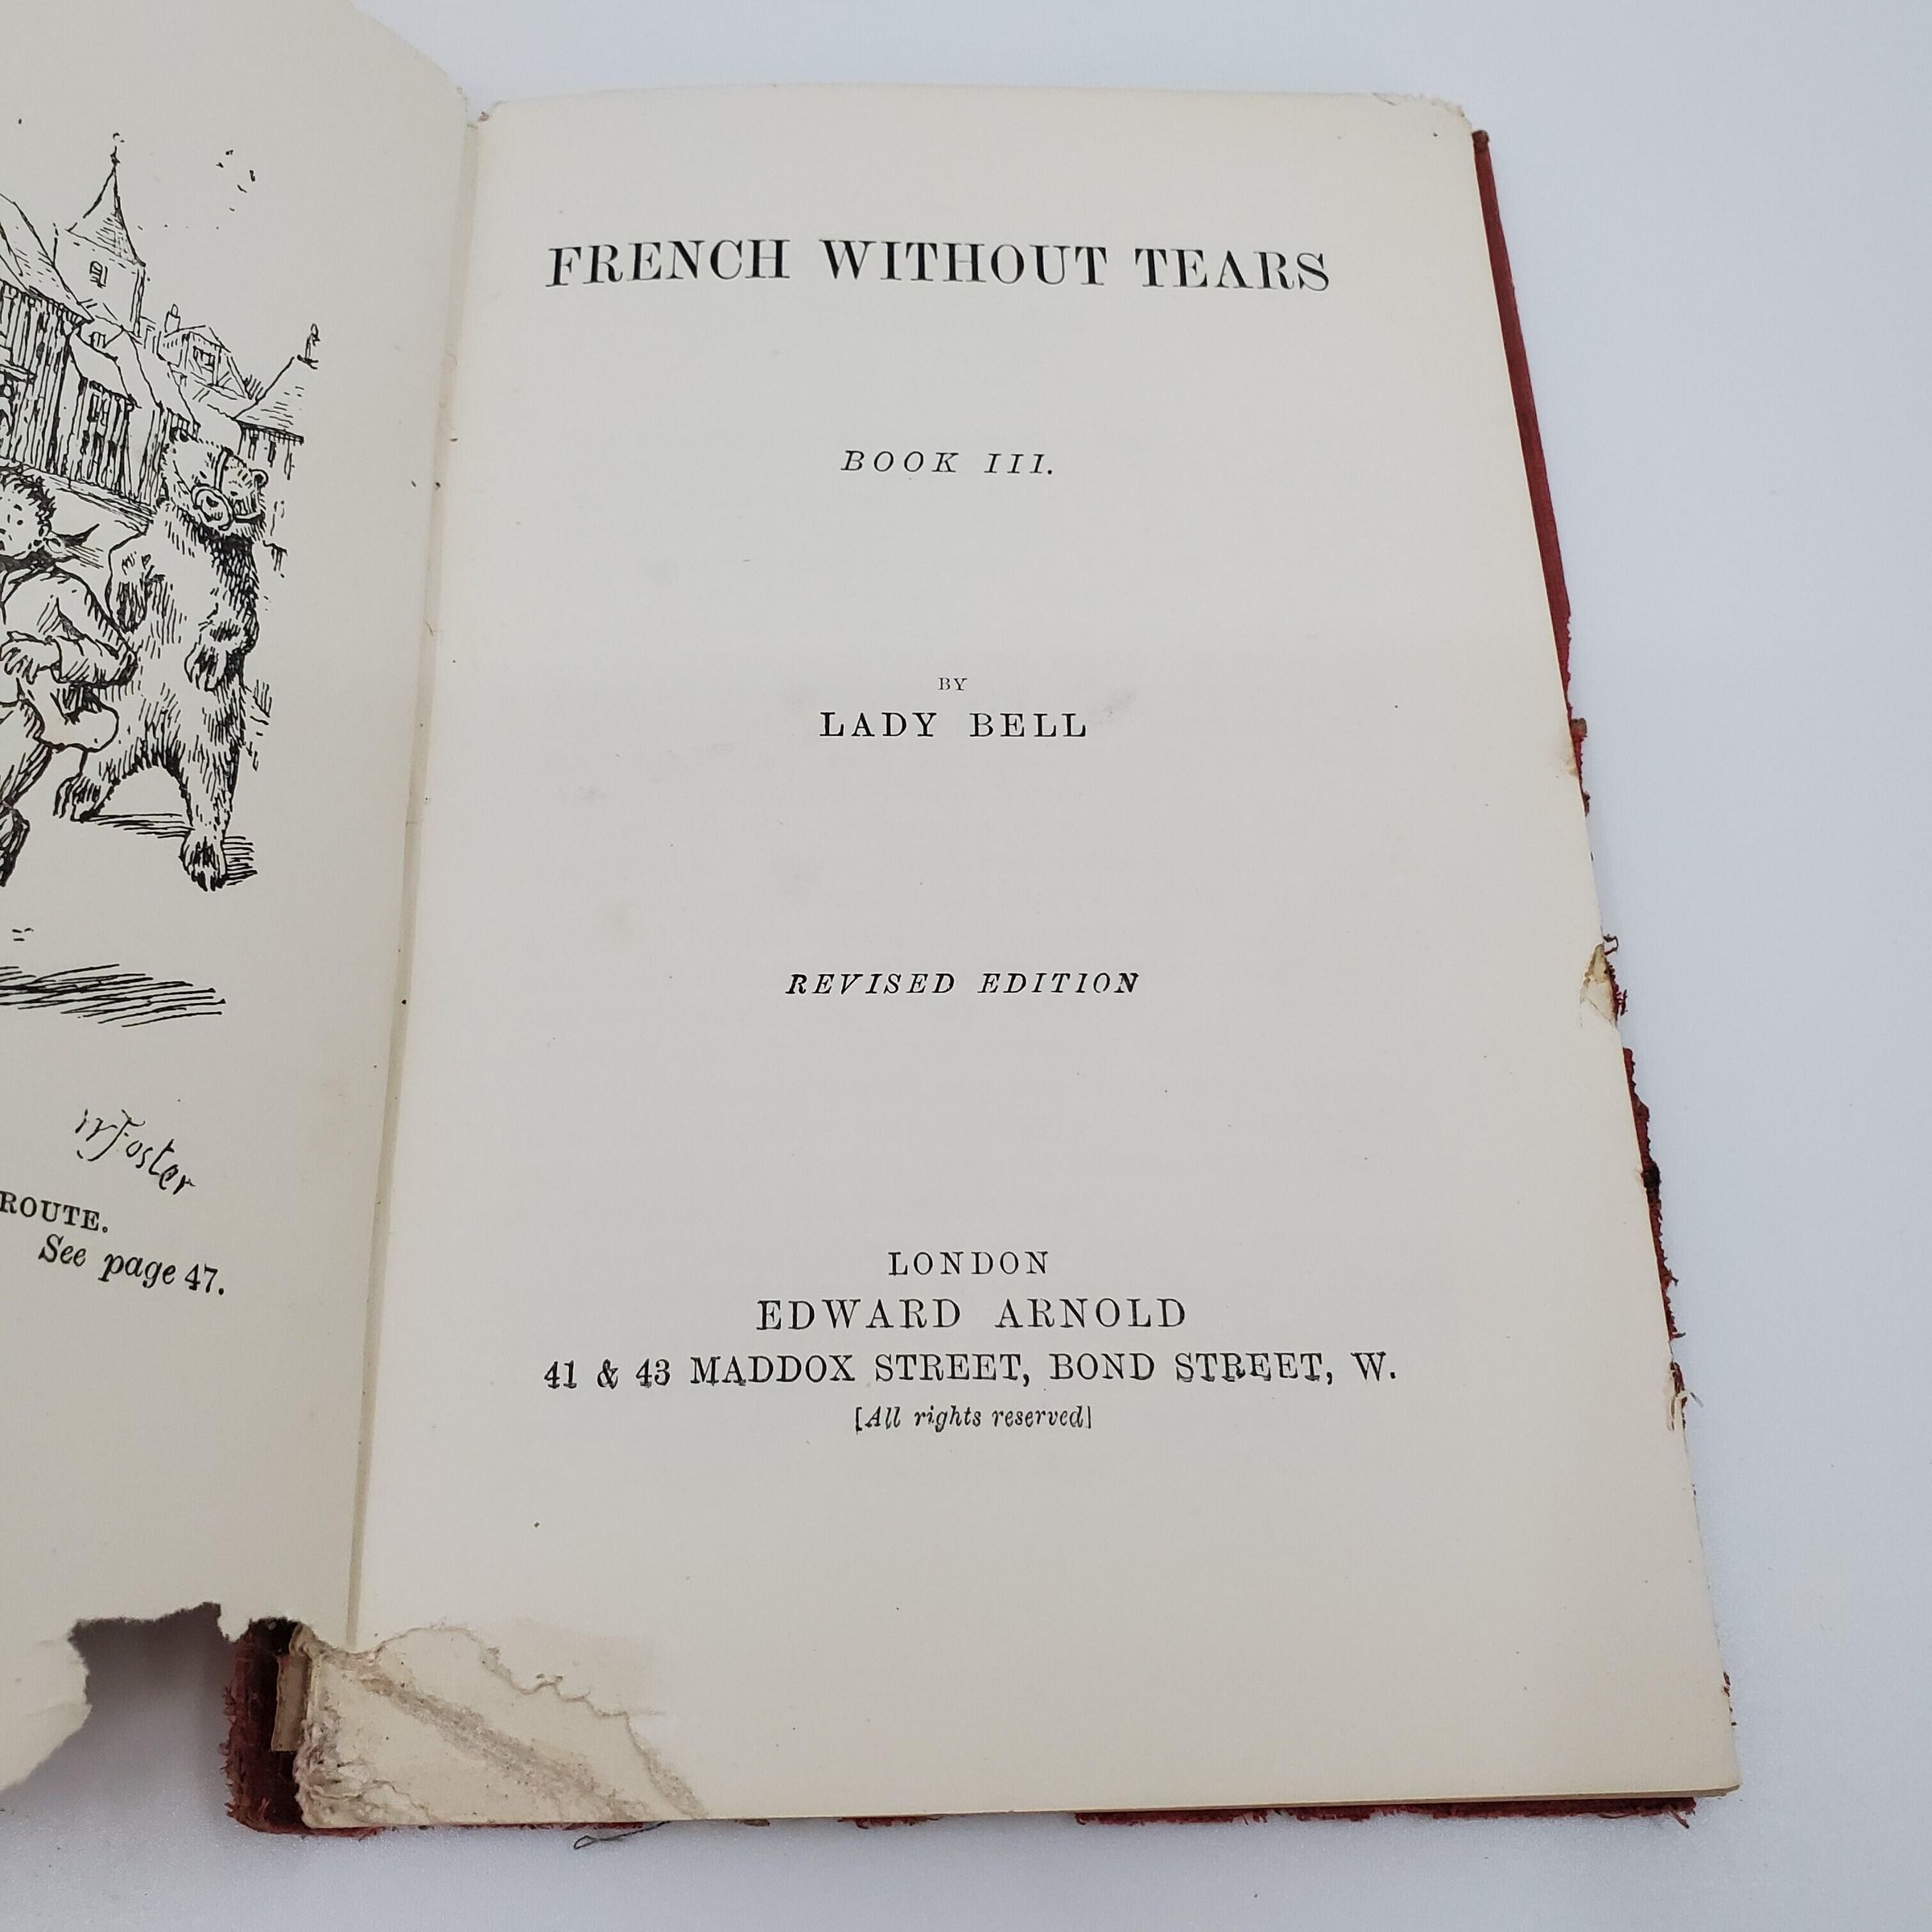 W Foster
ROUTE.
See page 47.
FRENCH WITHOUT TEARS
BOOK III.
BY
LADY BELL
REVISED EDITION
LONDON
EDWARD ARNOLD
41 & 43 MADDOX STREET, BOND STREET, W.
[All rights reserved]